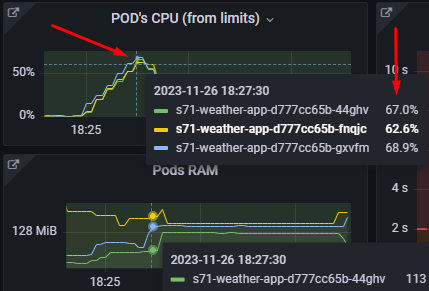 POD's CPU (from limits)
50%
0%
18:25
2023-11-26 18:27:30
s71-weather-app-d777cc65b-44ghv 67.0%
s71-weather-app-d777cc65b-fnqjc 62.6%
s71-weather-app-d777cc65b-gxvfm 68.9%
10 s
Pods RAM
128 MiB
18:25
2023-11-26 18:27:30
s71-weather-app-d777cc65b-44ghv 113
4 s
2 s